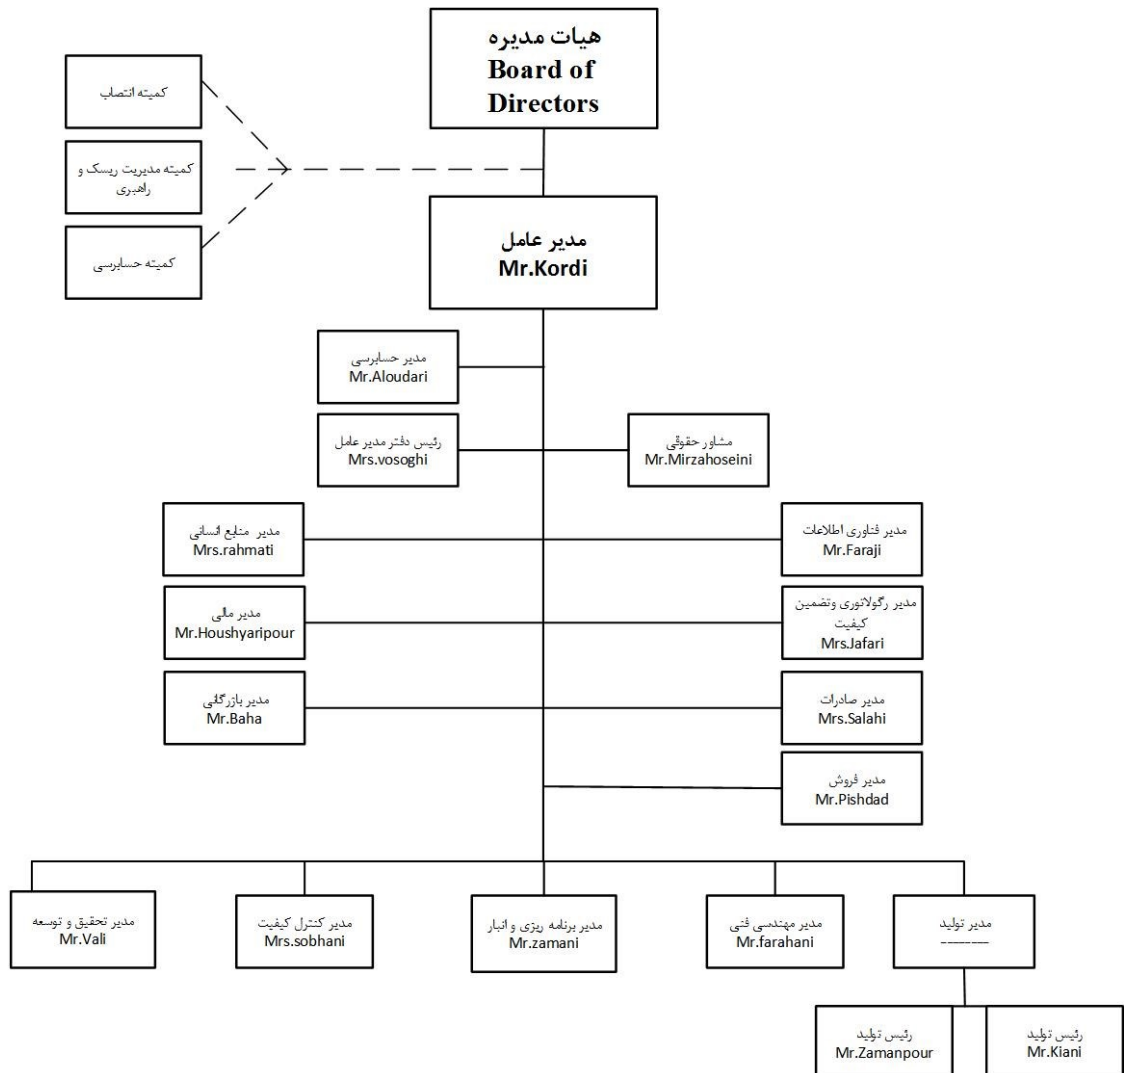 هیات مدیره
Board of
Directors
کمیته انتصاب
کمیته مدیریت ریسک و
راهبری
کمیته حسابرسی
مدیر عامل
Mr.Kordi
مدیر حسابرسی
Mr.Aloudari
رئیس دفتر مدیر عامل
Mrs.vosoghi
مشاور حقوقی
Mr.Mirzahoseini
مدیر منابع انسانی
Mrs.rahmati
مدیر فناوری اطلاعات
Mr.Faraji
مدیر مالی
Mr.Houshyaripour
مدیر رگولاتوری وتضمین
کیفیت
Mrs.Jafari
مدیر بازرگانی
Mr.Baha
مدیر صادرات
Mrs.Salahi
مدیر فروش
Mr.Pishdad
مدیر تحقیق و توسعه
Mr.Vali
مدیر کنترل کیفیت
Mrs.sobhani
مدیر برنامه ریزی و انبار
Mr.zamani
مدیر مهندسی فنی
Mr.farahani
مدیر تولید
--------
رئیس تولید
Mr.Zamanpour
رئیس تولید
Mr.Kiani